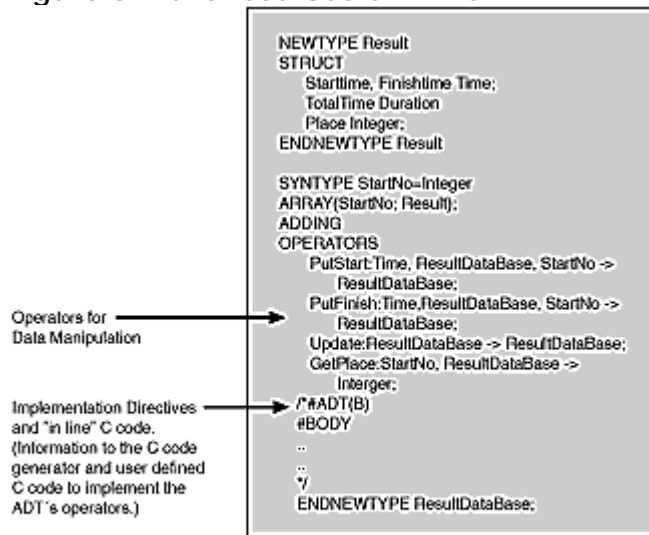 NEWTYPE Result
STRUCT
Starttime, Finishtime Time;
TotalTime Duration
Place Integer;
ENDNEWTYPE Result
SYNTYPE StartNo=Integer
ARRAY(StartNo; Result);
ADDING
OPERATORS
PutStart:Time, ResultDataBase, StartNo ->
ResultDataBase;
PutFinish:Time,ResultDataBase, StartNo ->
ResultDataBase;
Update:ResultDataBase -> ResultDataBase;
GetPlace:StartNo, ResultDataBase ->
Interger;
/*#ADT(B)
#BODY
..
..
*/
ENDNEWTYPE ResultDataBase;
Operators for
Data Manipulation
Implementation Directives
and "in line" C code.
(Information to the C code
generator and user defined
C code to implement the
ADT´s operators.)